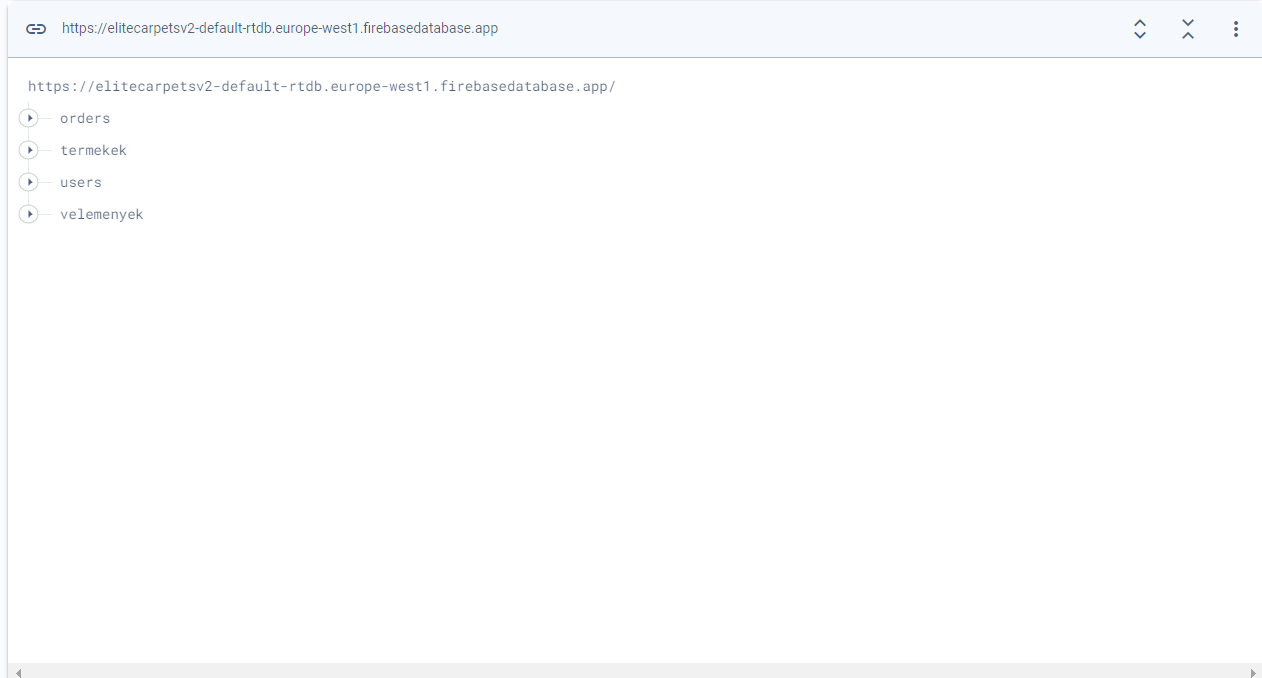 https://elitecarpetsv2-default-rtdb.europe-west1.firebasedatabase.app
https://elitecarpetsv2-default-rtdb.europe-west1.firebasedatabase.app/
orders
termekek
users
velemenyek